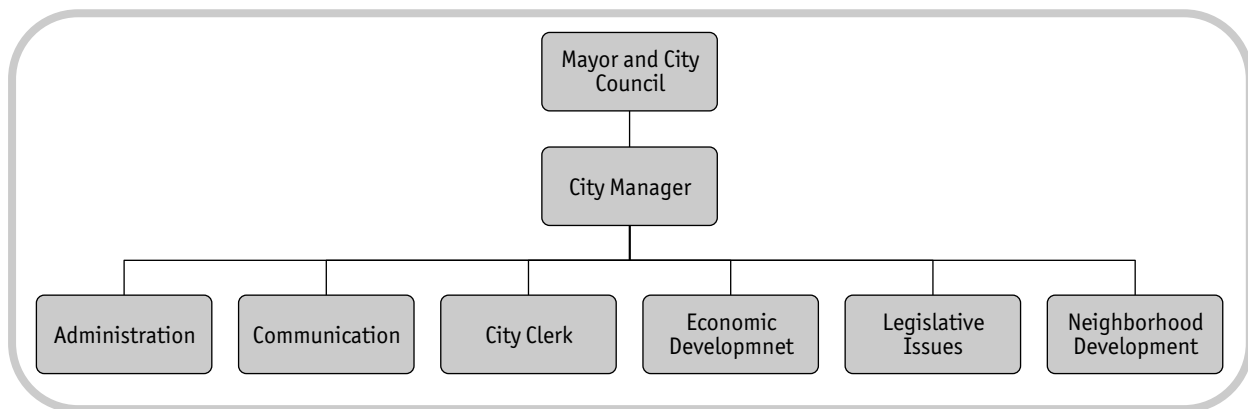 Mayor and City
Council
City Manager
Administration
Communication
City Clerk
Economic
Developmnet
Legislative
Issues
Neighborhood
Development